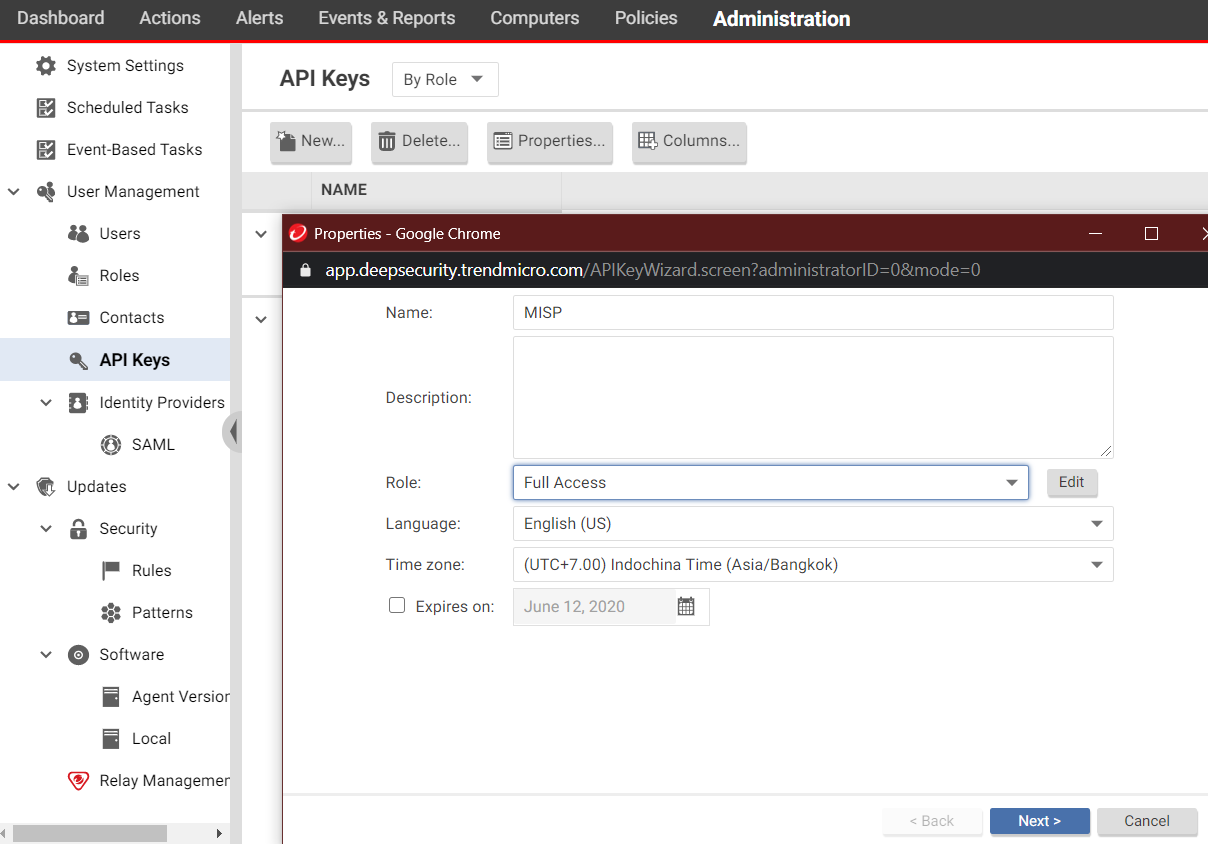 Dashboard Actions Alerts Events & Reports Computers Policies Administration
System Settings
Scheduled Tasks
Event-Based Tasks
User Management
Users
Roles
Contacts
API Keys
Identity Providers
SAML
Updates
Security
Rules
Patterns
Software
Agent Version
Local
Relay Managemen
API Keys By Role
New... Delete... Properties... Columns...
NAME
Properties - Google Chrome
app.deepsecurity.trendmicro.com/APIKeyWizard.screen?administratorID=0&mode=0
Name: MISP
Description:
Role: Full Access Edit
Language: English (US)
Time zone: (UTC+7.00) Indochina Time (Asia/Bangkok)
Expires on: June 12, 2020
< Back Next > Cancel